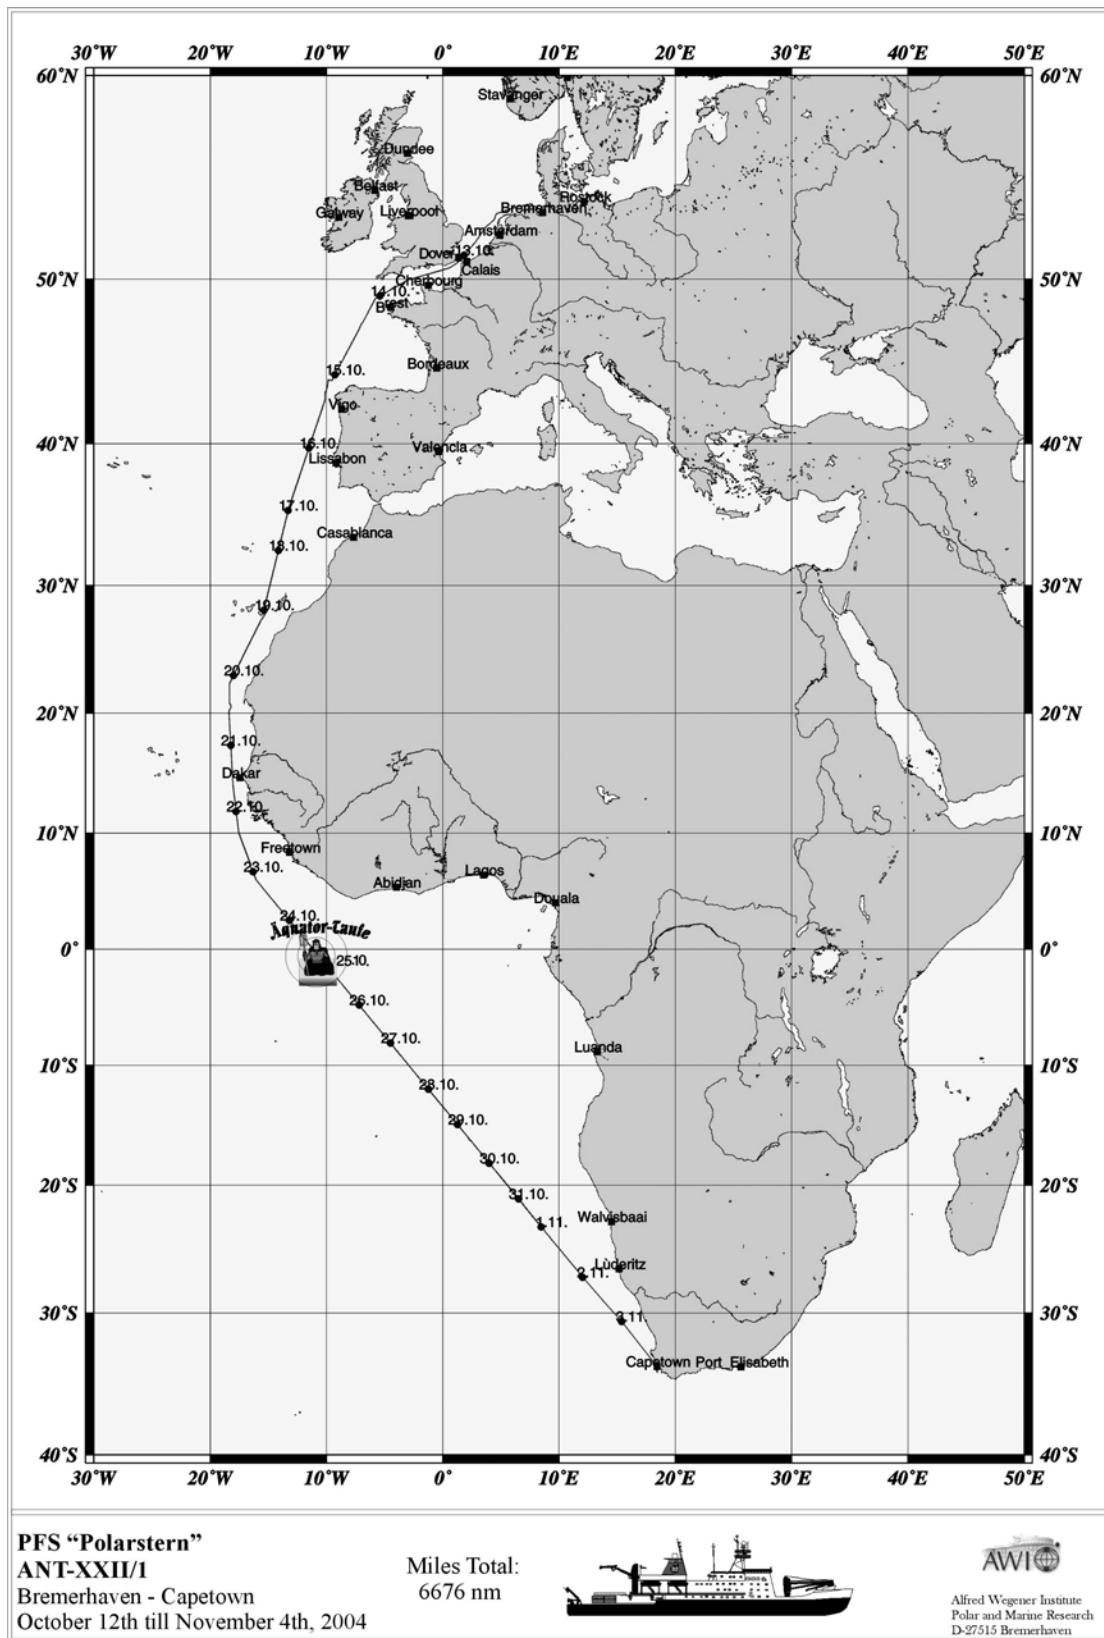 30°W 20°W 10°W 0° 10°E 20°E 30°E 40°E 50°E
60°N 60°N
Stavanger
Dundee
Belfast
Rostock
Galway Liverpool Bremerhaven
Amsterdam
Dover 13.10.
Calais
50°N 50°N
Cherbourg
14.10.
Brest
Bordeaux
15.10.
Vigo
40°N 40°N
16.10.
Valencia
Lissabon
17.10.
Casablanca
18.10.
30°N 30°N
19.10.
20.10.
20°N 20°N
21.10.
Dakar
22.10.
10°N 10°N
Freetown
23.10.
Lagos
Abidian
Douala
24.10.
Äquator-Taufe
0° 0°
25.10.
26.10.
27.10.
Luanda
10°S 10°S
28.10.
29.10.
30.10.
20°S 20°S
31.10.
Walvisbaai
1.11.
Lùderitz
2.11.
30°S 30°S
3.11.
Capetown Port Elisabeth
40°S 40°S
30°W 20°W 10°W 0° 10°E 20°E 30°E 40°E 50°E
PFS “Polarstern”
ANT-XXII/1
Bremerhaven - Capetown
October 12th till November 4th, 2004
Miles Total:
6676 nm
AWI
Alfred Wegener Institute
Polar and Marine Research
D-27515 Bremerhaven